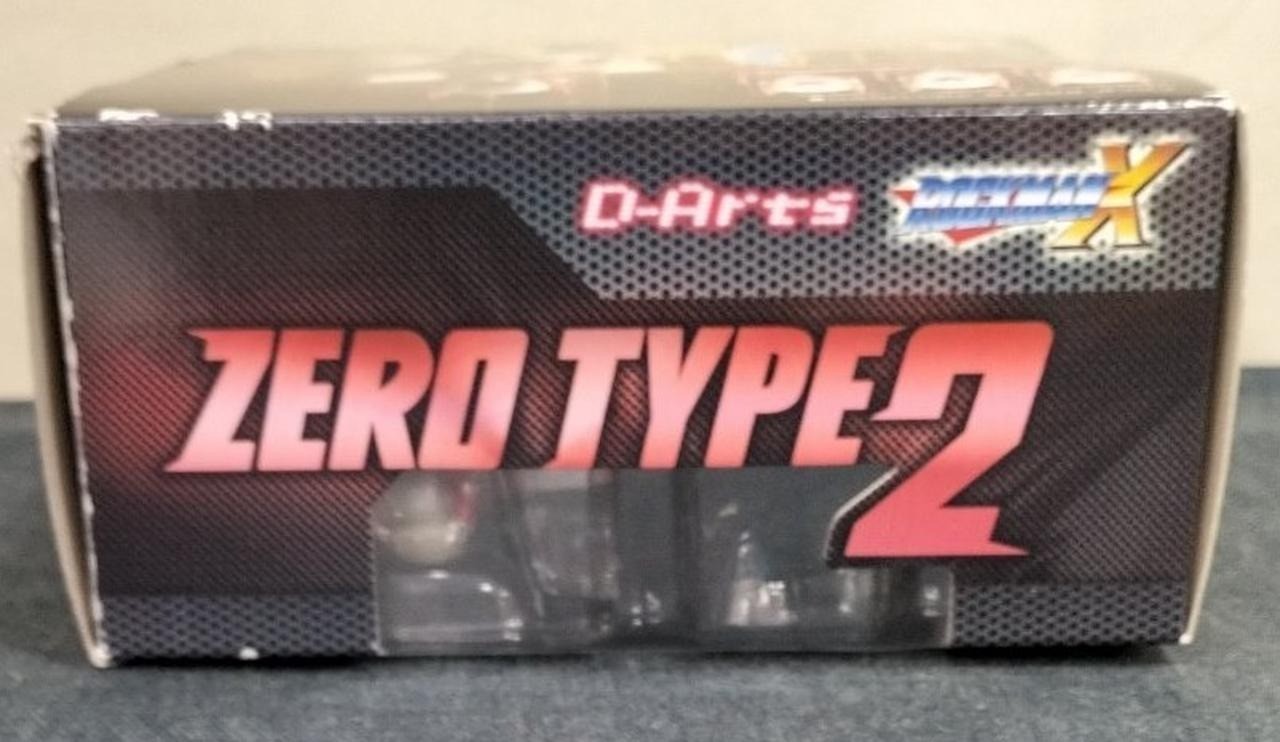 D-Arts
ROCKMAN X
ZERO TYPE 2